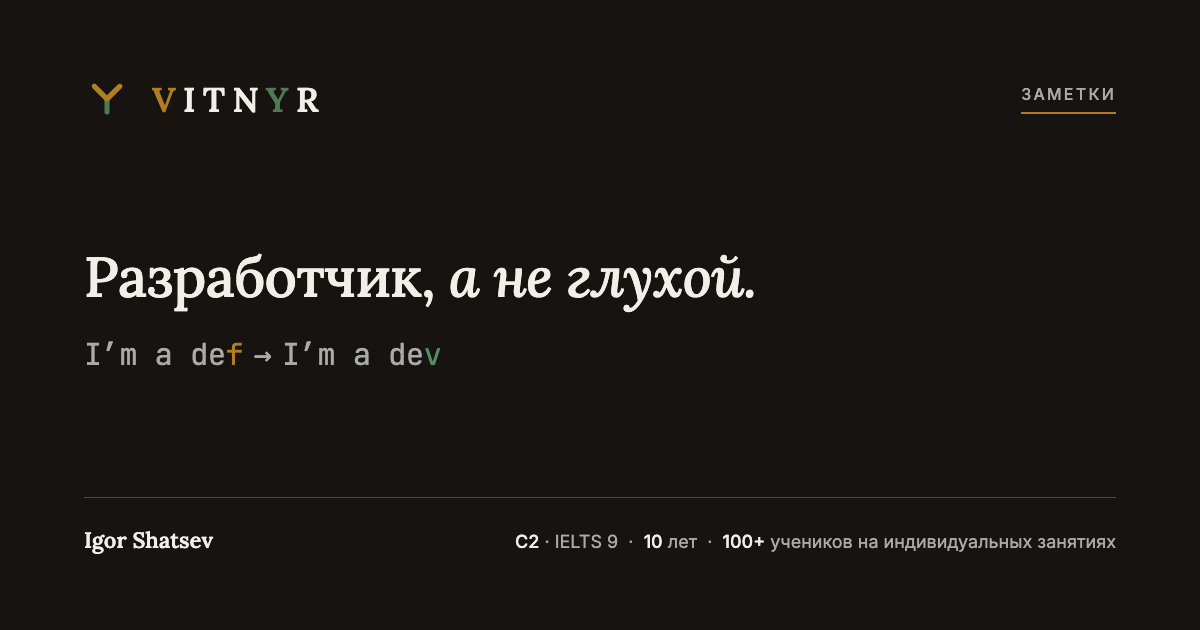 VITNYR
ЗАМЕТКИ
Разработчик, а не глухой.
I’m a def → I’m a dev
Igor Shatsev
C2 · IELTS 9 · 10 лет · 100+ учеников на индивидуальных занятиях